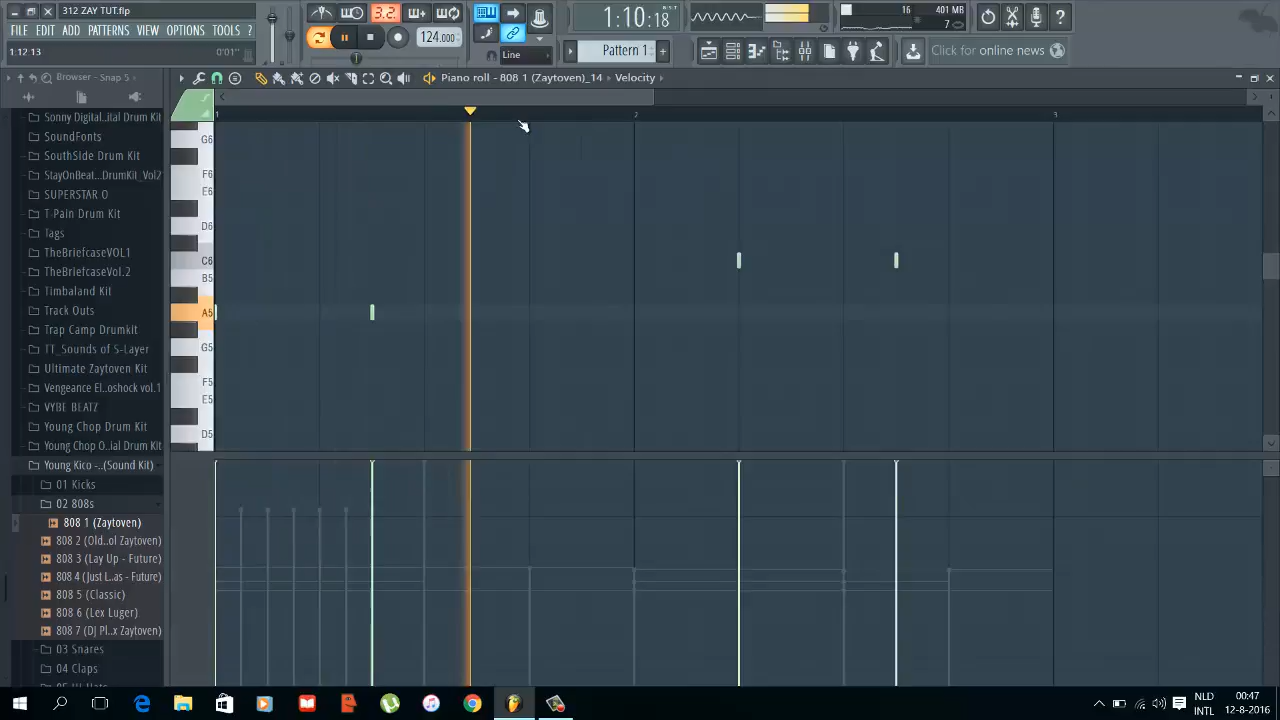 312 ZAY TUT.flp
FILE EDIT ADD PATTERNS VIEW OPTIONS TOOLS ?
1:12:13 0'01"
3.2
124.000
Line
1:10:18
M:S:T
Pattern 1
16
401 MB
7
Click for online news
Browser - Snap 5
Piano roll - 808 1 (Zaytoven)_14 Velocity
1 2 3
G6
F6
E6
D6
C6
B5
A5
G5
F5
E5
D5
Sonny Digital...ital Drum Kit
SoundFonts
SouthSide Drum Kit
StayOnBeat...DrumKit_Vol2
SUPERSTAR O
T-Pain Drum Kit
Tags
TheBriefcaseVOL1
TheBriefcaseVol.2
Timbaland Kit
Track Outs
Trap Camp Drumkit
TT_Sounds of S-Layer
Ultimate Zaytoven Kit
Vengeance El...oshock vol.1
VYBE BEATZ
Young Chop Drum Kit
Young Chop O...ial Drum Kit
Young Kico -...(Sound Kit)
01 Kicks
02 808s
808 1 (Zaytoven)
808 2 (Old...ol Zaytoven)
808 3 (Lay Up - Future)
808 4 (Just L...as - Future)
808 5 (Classic)
808 6 (Lex Luger)
808 7 (DJ Pl...x Zaytoven)
03 Snares
04 Claps
NLD
INTL
00:47
12-8-2016